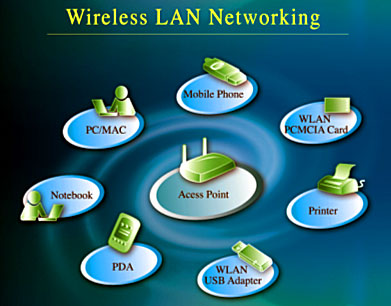 Wireless LAN Networking
Mobile Phone
PC/MAC
WLAN
PCMCIA Card
Notebook
Acess Point
Printer
PDA
WLAN
USB Adapter